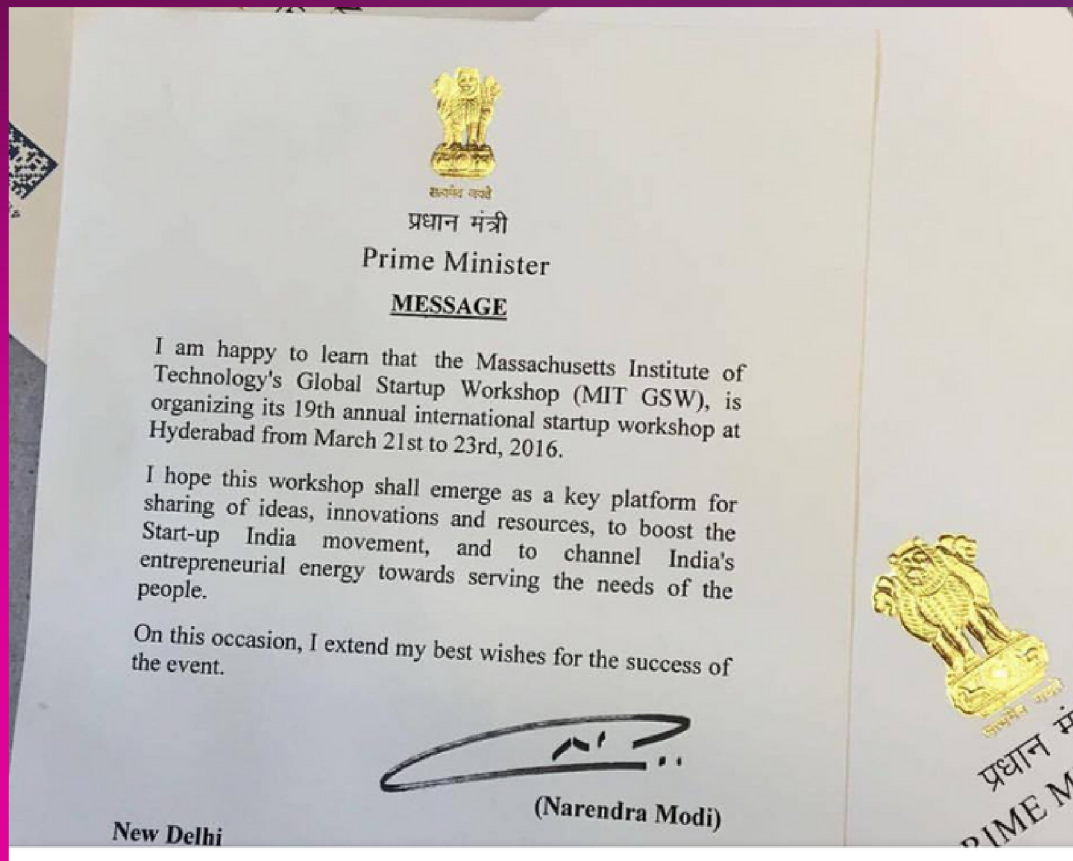 सत्यमेव जयते
प्रधान मंत्री
Prime Minister
MESSAGE
I am happy to learn that the Massachusetts Institute of
Technology's Global Startup Workshop (MIT GSW), is
organizing its 19th annual international startup workshop at
Hyderabad from March 21st to 23rd, 2016.
I hope this workshop shall emerge as a key platform for
sharing of ideas, innovations and resources, to boost the
Start-up India movement, and to channel India's
entrepreneurial energy towards serving the needs of the
people.
On this occasion, I extend my best wishes for the success of
the event.
(Narendra Modi)
New Delhi
सत्यमेव जयते
प्रधान